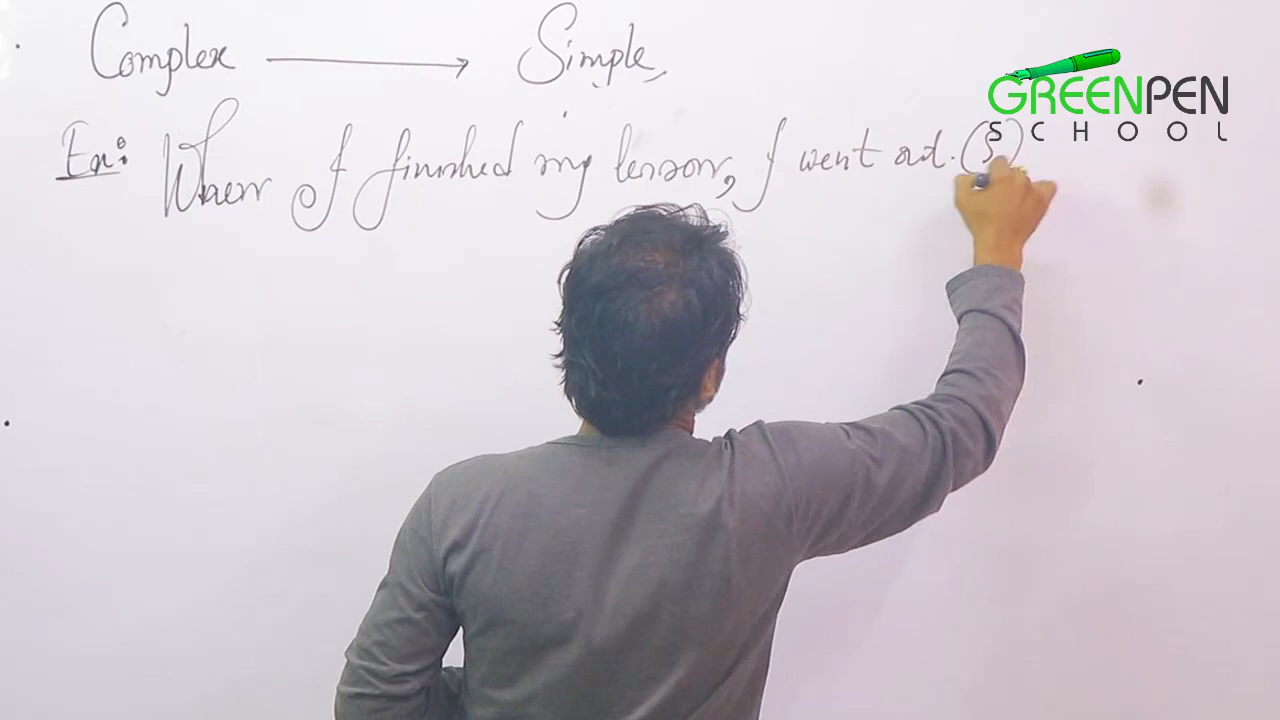 Complex → Simple,
Ex: When I finished my lesson, I went out. (S)
GREENPEN
SCHOOL